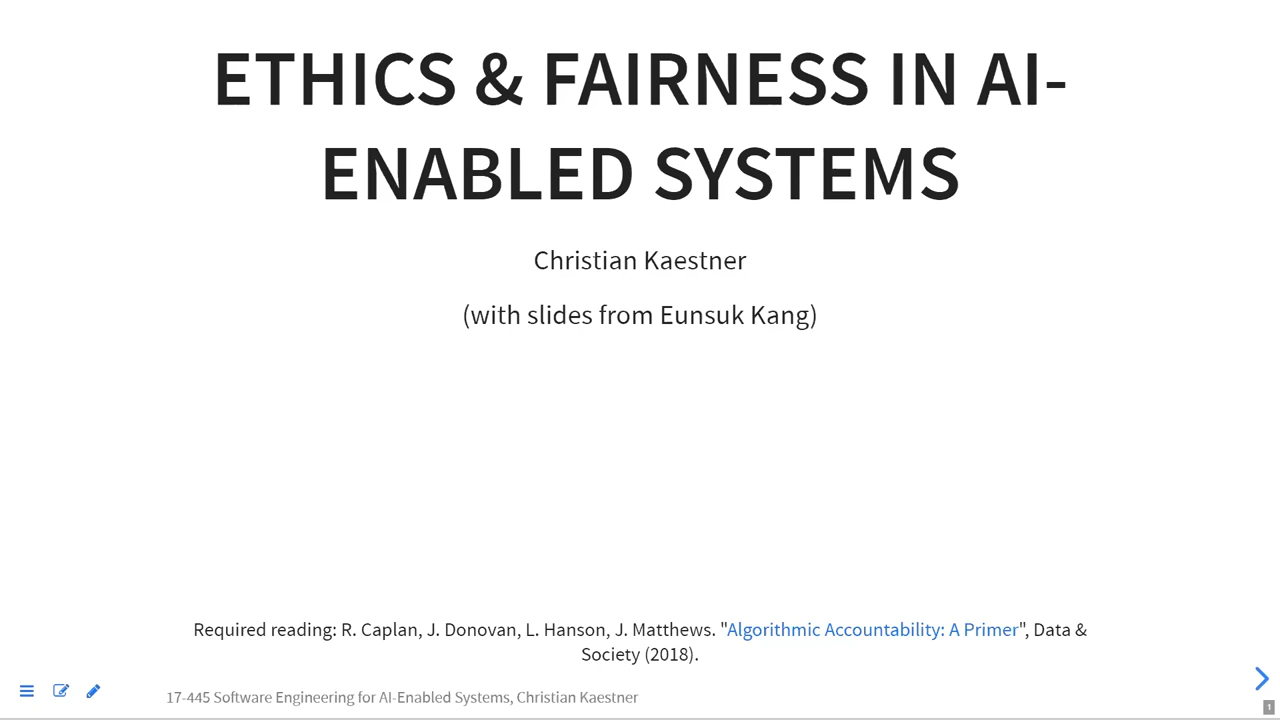 ETHICS & FAIRNESS IN AI-
ENABLED SYSTEMS
Christian Kaestner
(with slides from Eunsuk Kang)
Required reading: R. Caplan, J. Donovan, L. Hanson, J. Matthews. "Algorithmic Accountability: A Primer", Data &
Society (2018).
17-445 Software Engineering for AI-Enabled Systems, Christian Kaestner
1